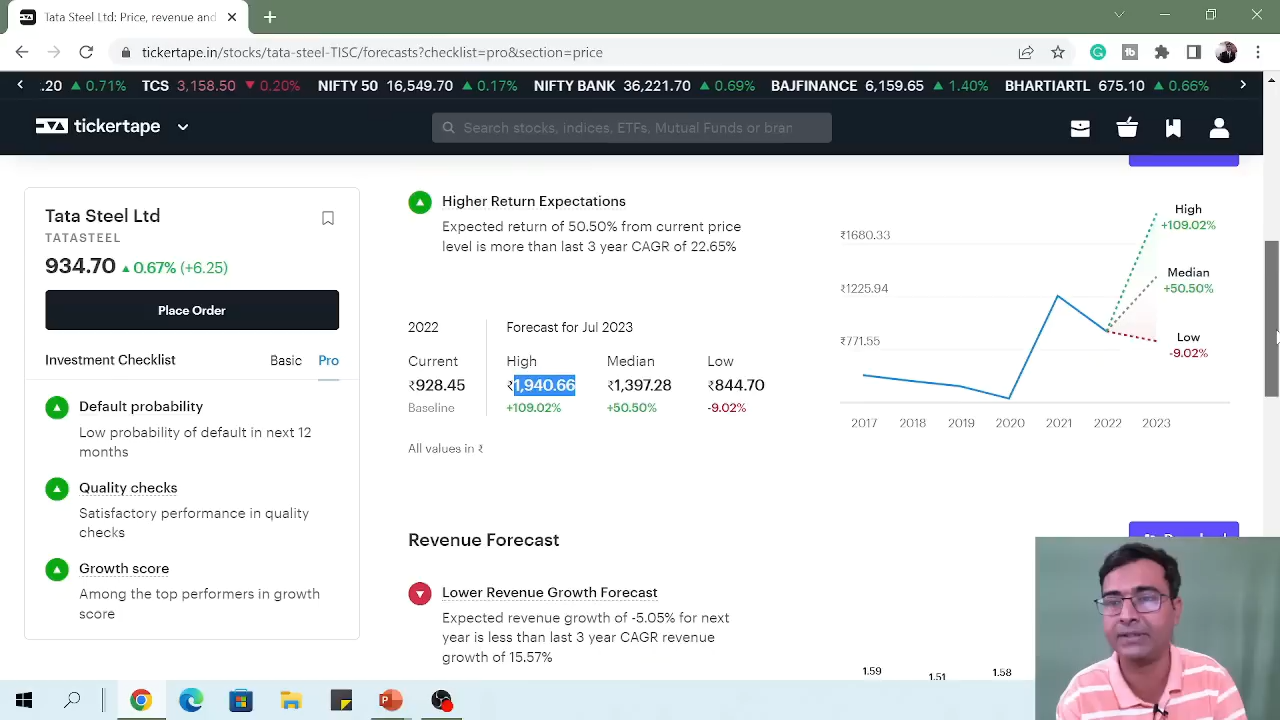 Tata Steel Ltd: Price, revenue and
tickertape.in/stocks/tata-steel-TISC/forecasts?checklist=pro&section=price
.20 ▲ 0.71% TCS 3,158.50 ▼ 0.20% NIFTY 50 16,549.70 ▲ 0.17% NIFTY BANK 36,221.70 ▲ 0.69% BAJFINANCE 6,159.65 ▲ 1.40% BHARTIARTL 675.10 ▲ 0.66%
tickertape
Search stocks, indices, ETFs, Mutual Funds or bran
Tata Steel Ltd
TATASTEEL
934.70 ▲ 0.67% (+6.25)
Place Order
Investment Checklist Basic Pro
Default probability
Low probability of default in next 12
months
Quality checks
Satisfactory performance in quality
checks
Growth score
Among the top performers in growth
score
Higher Return Expectations
Expected return of 50.50% from current price
level is more than last 3 year CAGR of 22.65%
2022 Forecast for Jul 2023
Current High Median Low
₹928.45 ₹1,940.66 ₹1,397.28 ₹844.70
Baseline +109.02% +50.50% -9.02%
All values in ₹
High
+109.02%
₹1680.33
Median
+50.50%
₹1225.94
Low
-9.02%
₹771.55
2017 2018 2019 2020 2021 2022 2023
Revenue Forecast
Lower Revenue Growth Forecast
Expected revenue growth of -5.05% for next
year is less than last 3 year CAGR revenue
growth of 15.57%
1.59 1.51 1.58